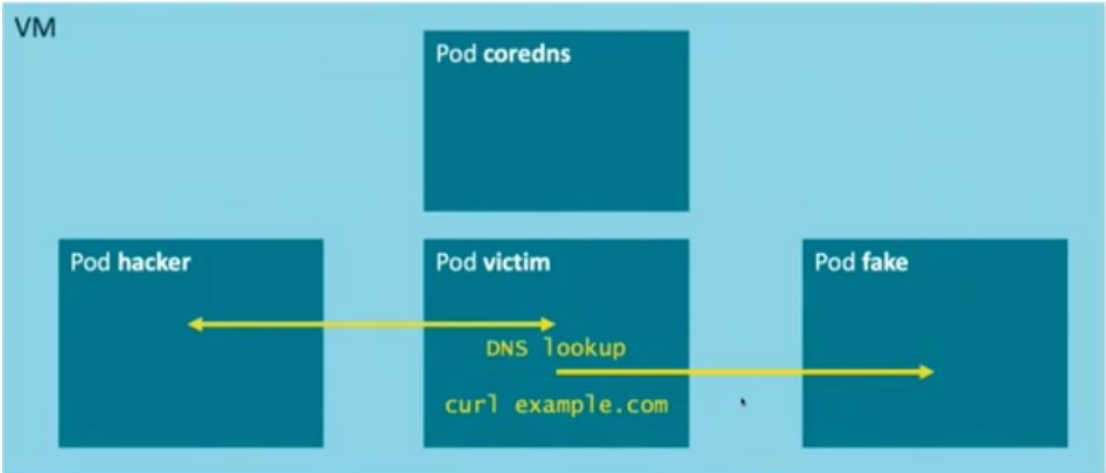 VM
Pod coredns
Pod hacker
Pod victim
Pod fake
DNS lookup
curl example.com